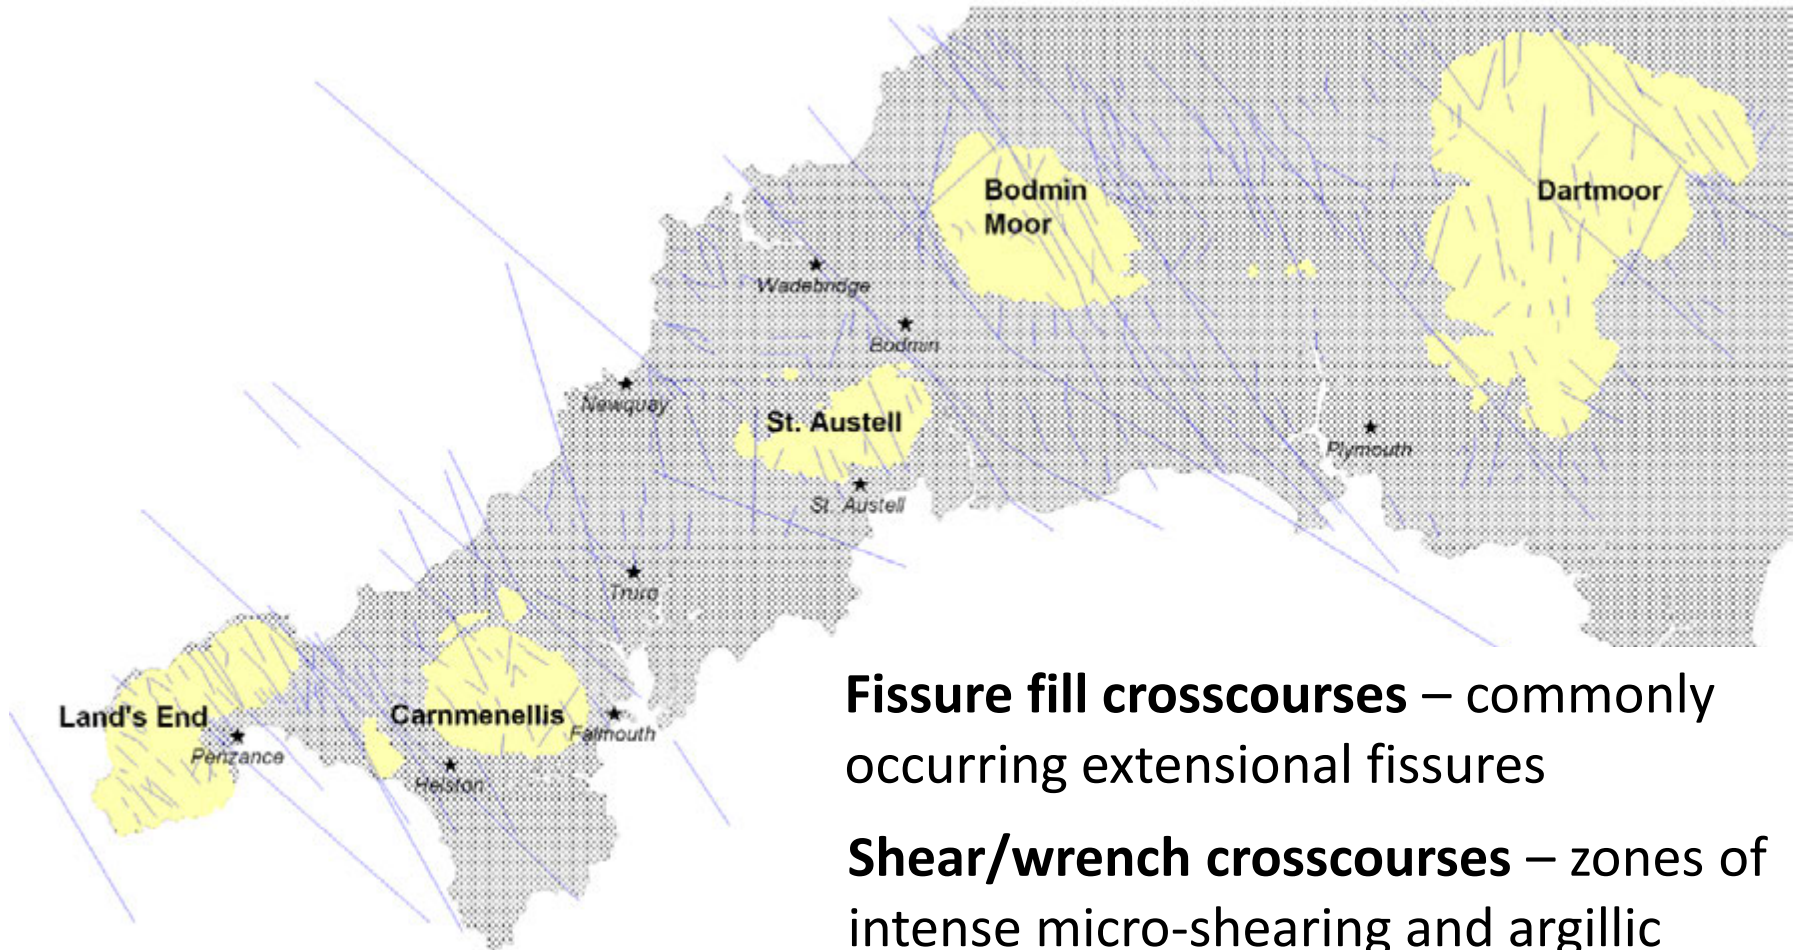 Bodmin
Moor
Dartmoor
Wadebridge
Bodmin
Newquay
St. Austell
Plymouth
St. Austell
Truro
Land's End
Carnmenellis
Falmouth
Penzance
Helston
Fissure fill crosscourses – commonly
occurring extensional fissures
Shear/wrench crosscourses – zones of
intense micro-shearing and argillic